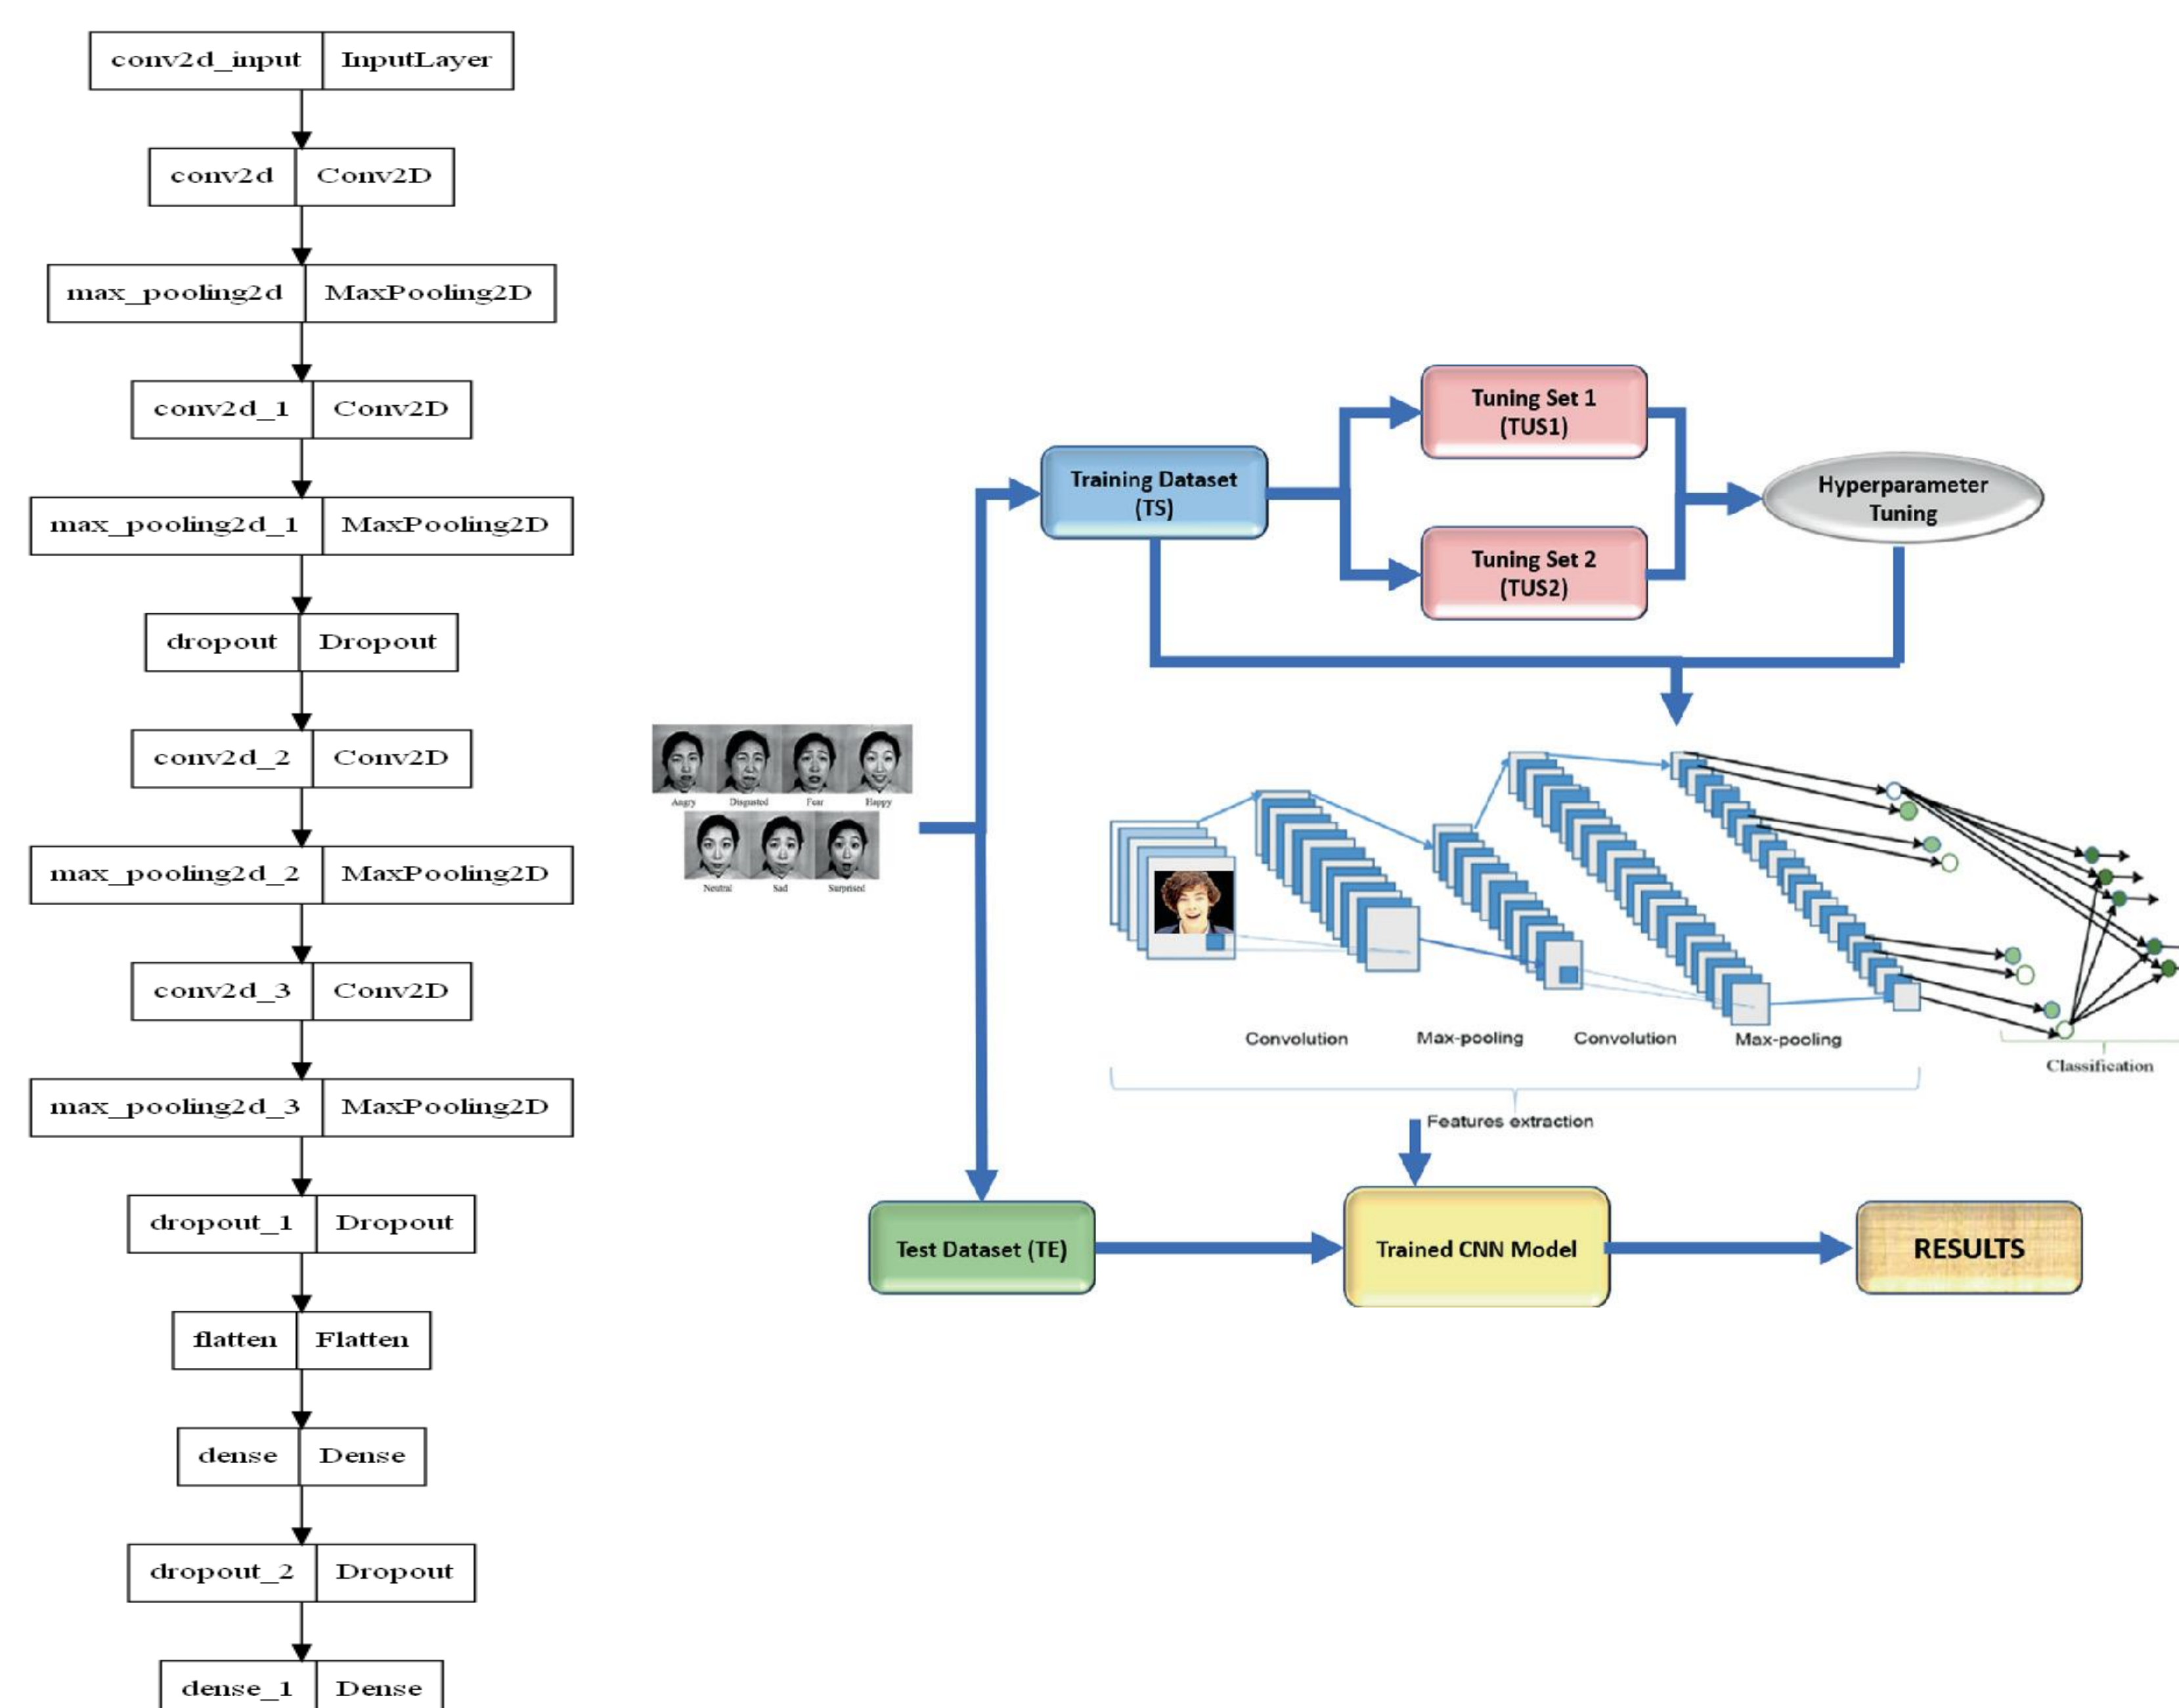 conv2d_input InputLayer
conv2d Conv2D
max_pooling2d MaxPooling2D
conv2d_1 Conv2D
max_pooling2d_1 MaxPooling2D
dropout Dropout
conv2d_2 Conv2D
max_pooling2d_2 MaxPooling2D
conv2d_3 Conv2D
max_pooling2d_3 MaxPooling2D
dropout_1 Dropout
flatten Flatten
dense Dense
dropout_2 Dropout
dense_1 Dense
Angry Disgusted Fear Happy
Neutral Sad Surprised
Training Dataset
(TS)
Tuning Set 1
(TUS1)
Tuning Set 2
(TUS2)
Hyperparameter
Tuning
Convolution Max-pooling Convolution Max-pooling
Classification
Features extraction
Test Dataset (TE)
Trained CNN Model
RESULTS